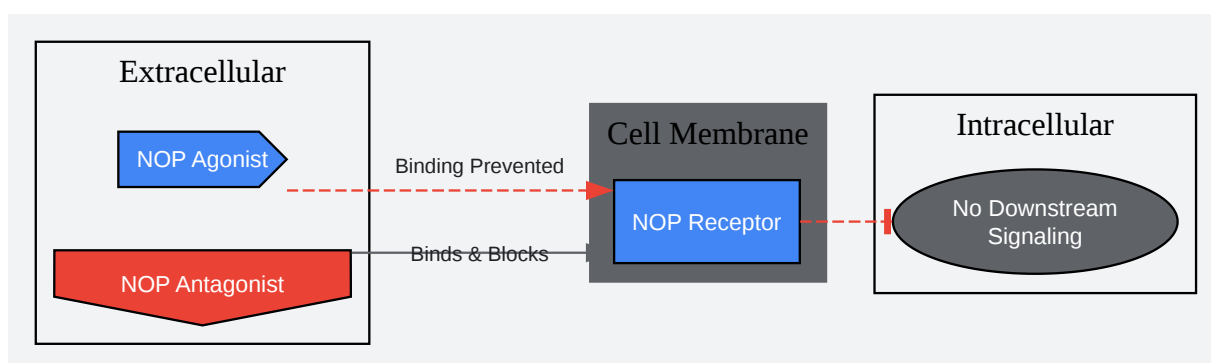 Extracellular
NOP Agonist
NOP Antagonist
Binding Prevented
Binds & Blocks
Cell Membrane
NOP Receptor
Intracellular
No Downstream
Signaling